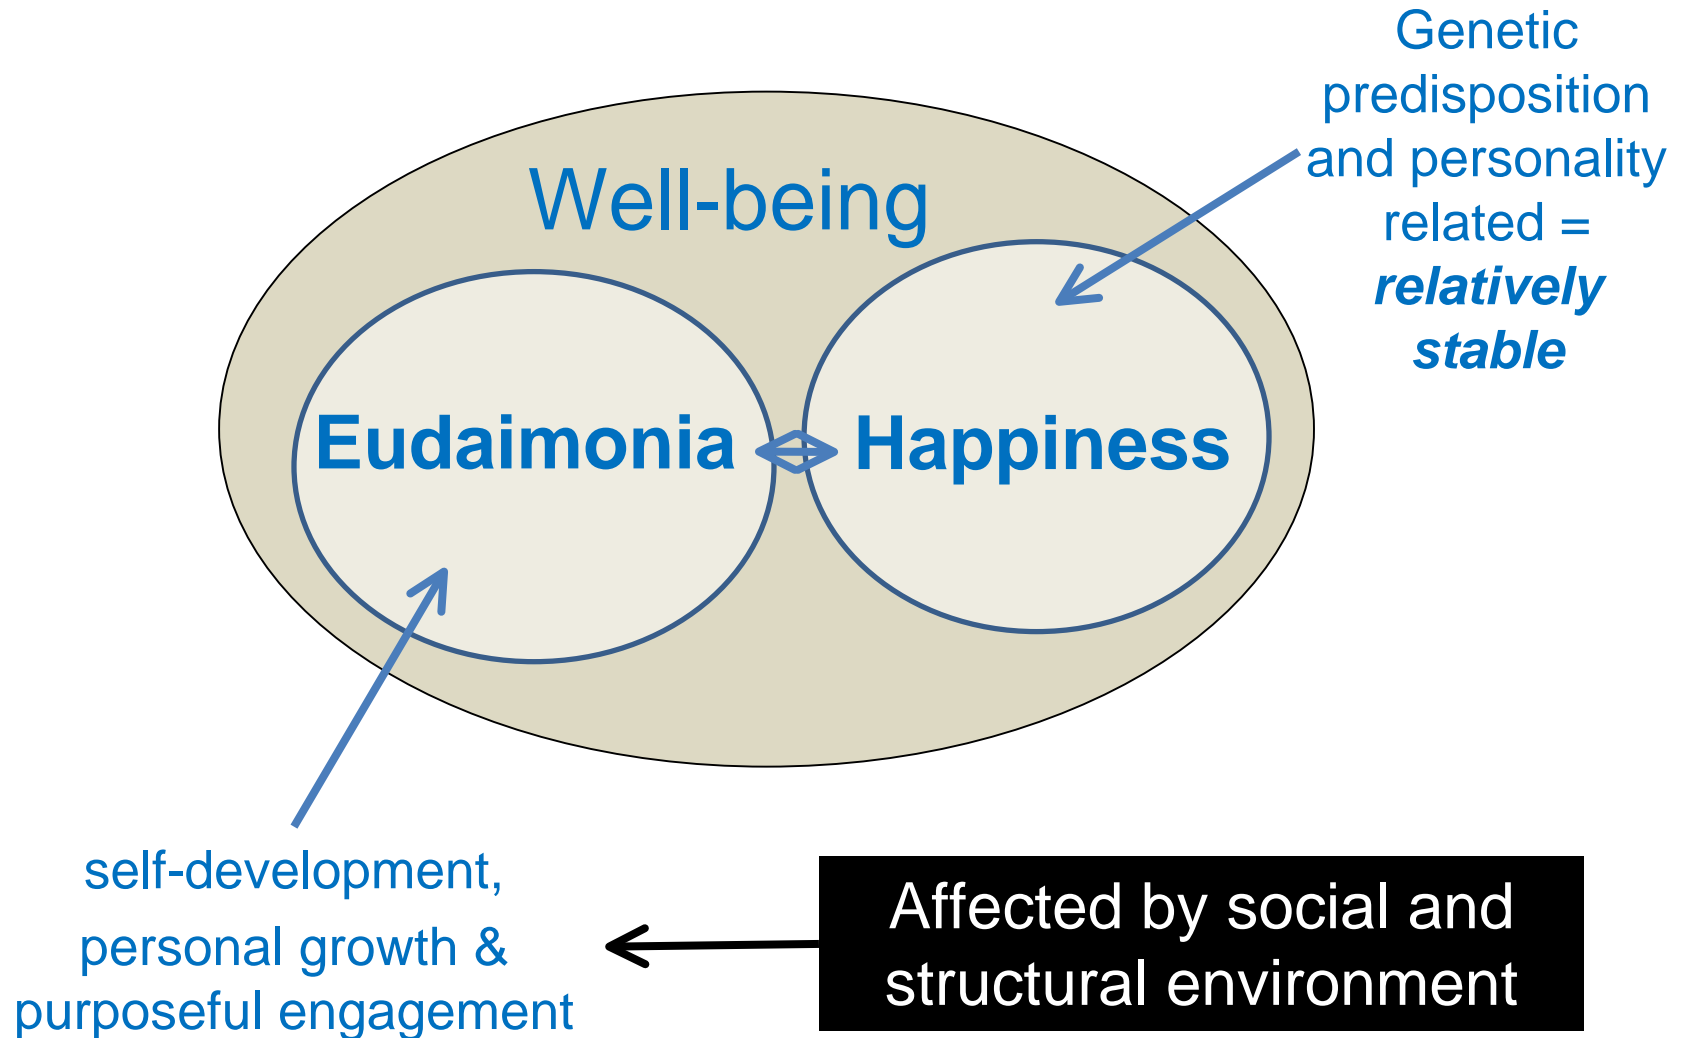 Genetic
predisposition
and personality
related =
relatively
stable
Well-being
Eudaimonia
Happiness
self-development,
personal growth &
purposeful engagement
Affected by social and
structural environment